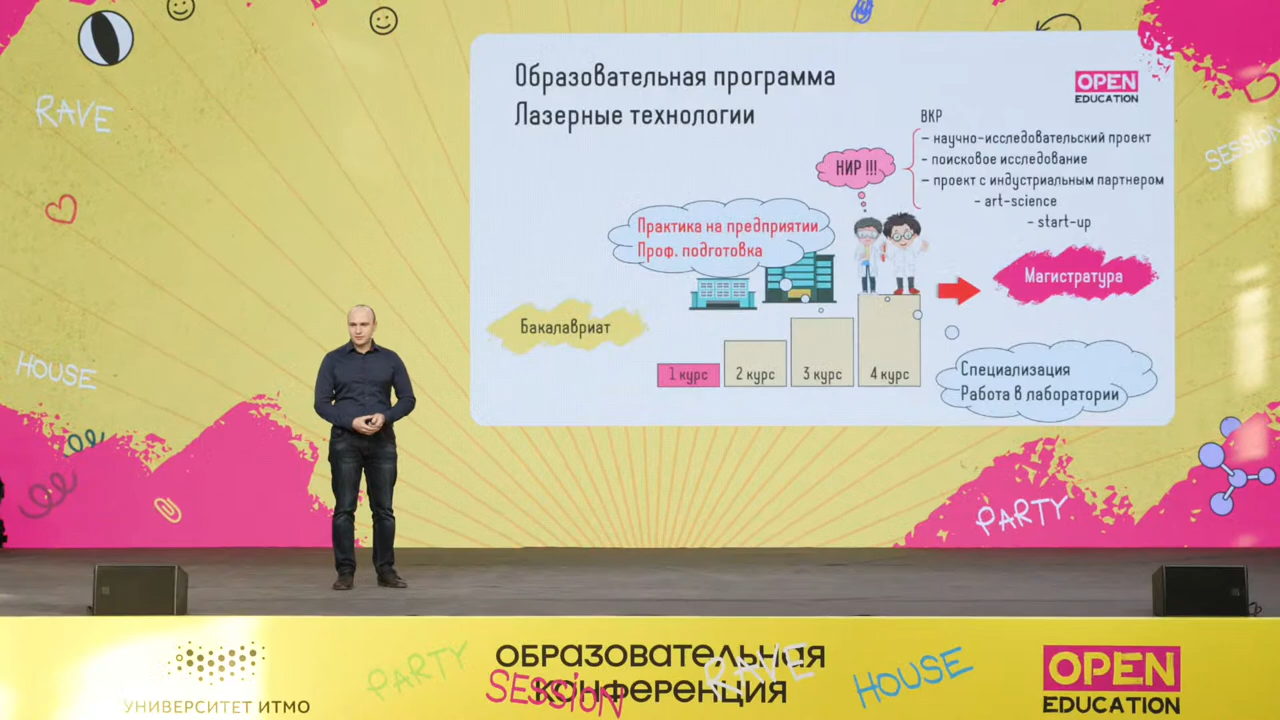 RAVE
HOUSE
SESSION
PARTY
Образовательная программа
Лазерные технологии
OPEN
EDUCATION
ВКР
- научно-исследовательский проект
- поисковое исследование
- проект с индустриальным партнером
- art-science
- start-up
НИР !!!
Практика на предприятии
Проф. подготовка
Магистратура
Бакалавриат
1 курс
2 курс
3 курс
4 курс
Специализация
Работа в лаборатории
УНИВЕРСИТЕТ ИТМО
PARTY
ОБРАЗОВАТЕЛЬНАЯ
КОНФЕРЕНЦИЯ
SESSION
RAVE
HOUSE
OPEN
EDUCATION